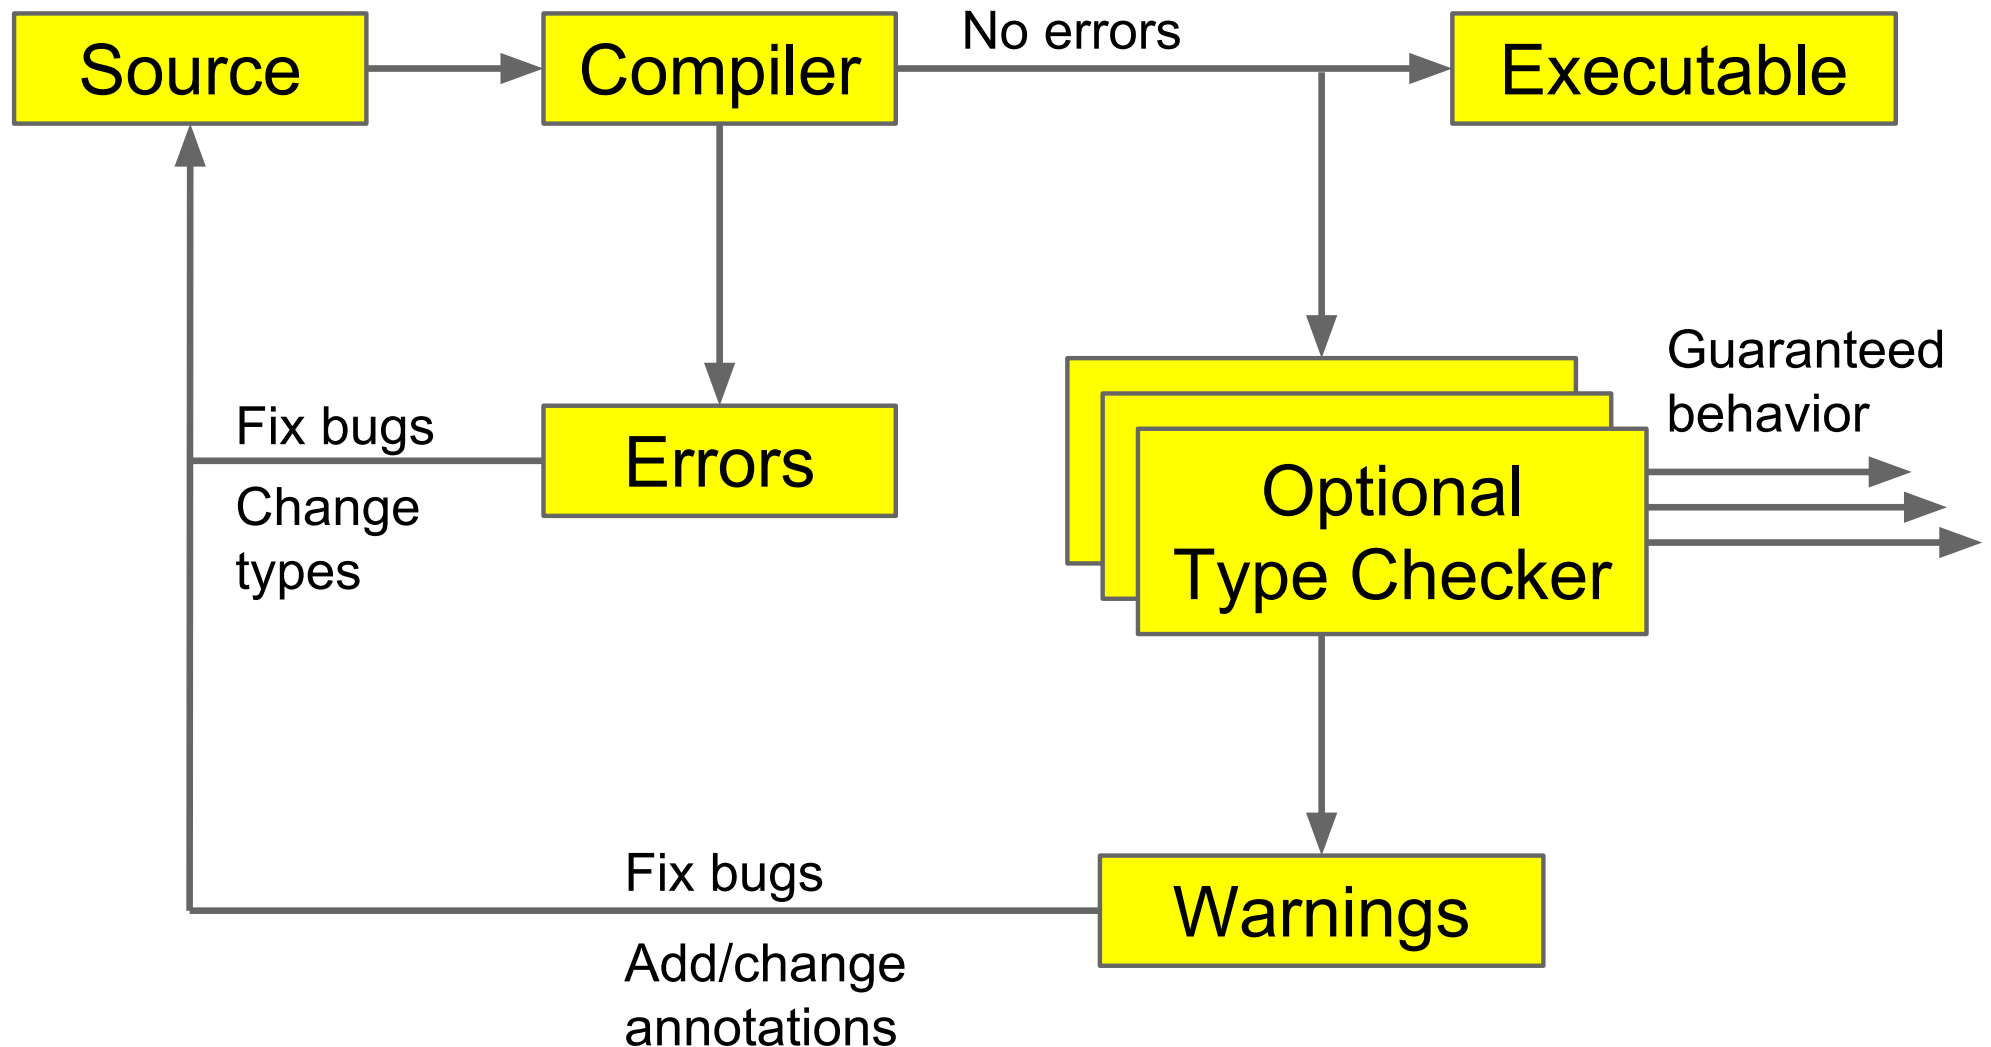 Source
Compiler
No errors
Executable
Guaranteed
behavior
Fix bugs
Errors
Change
types
Optional
Type Checker
Fix bugs
Warnings
Add/change
annotations